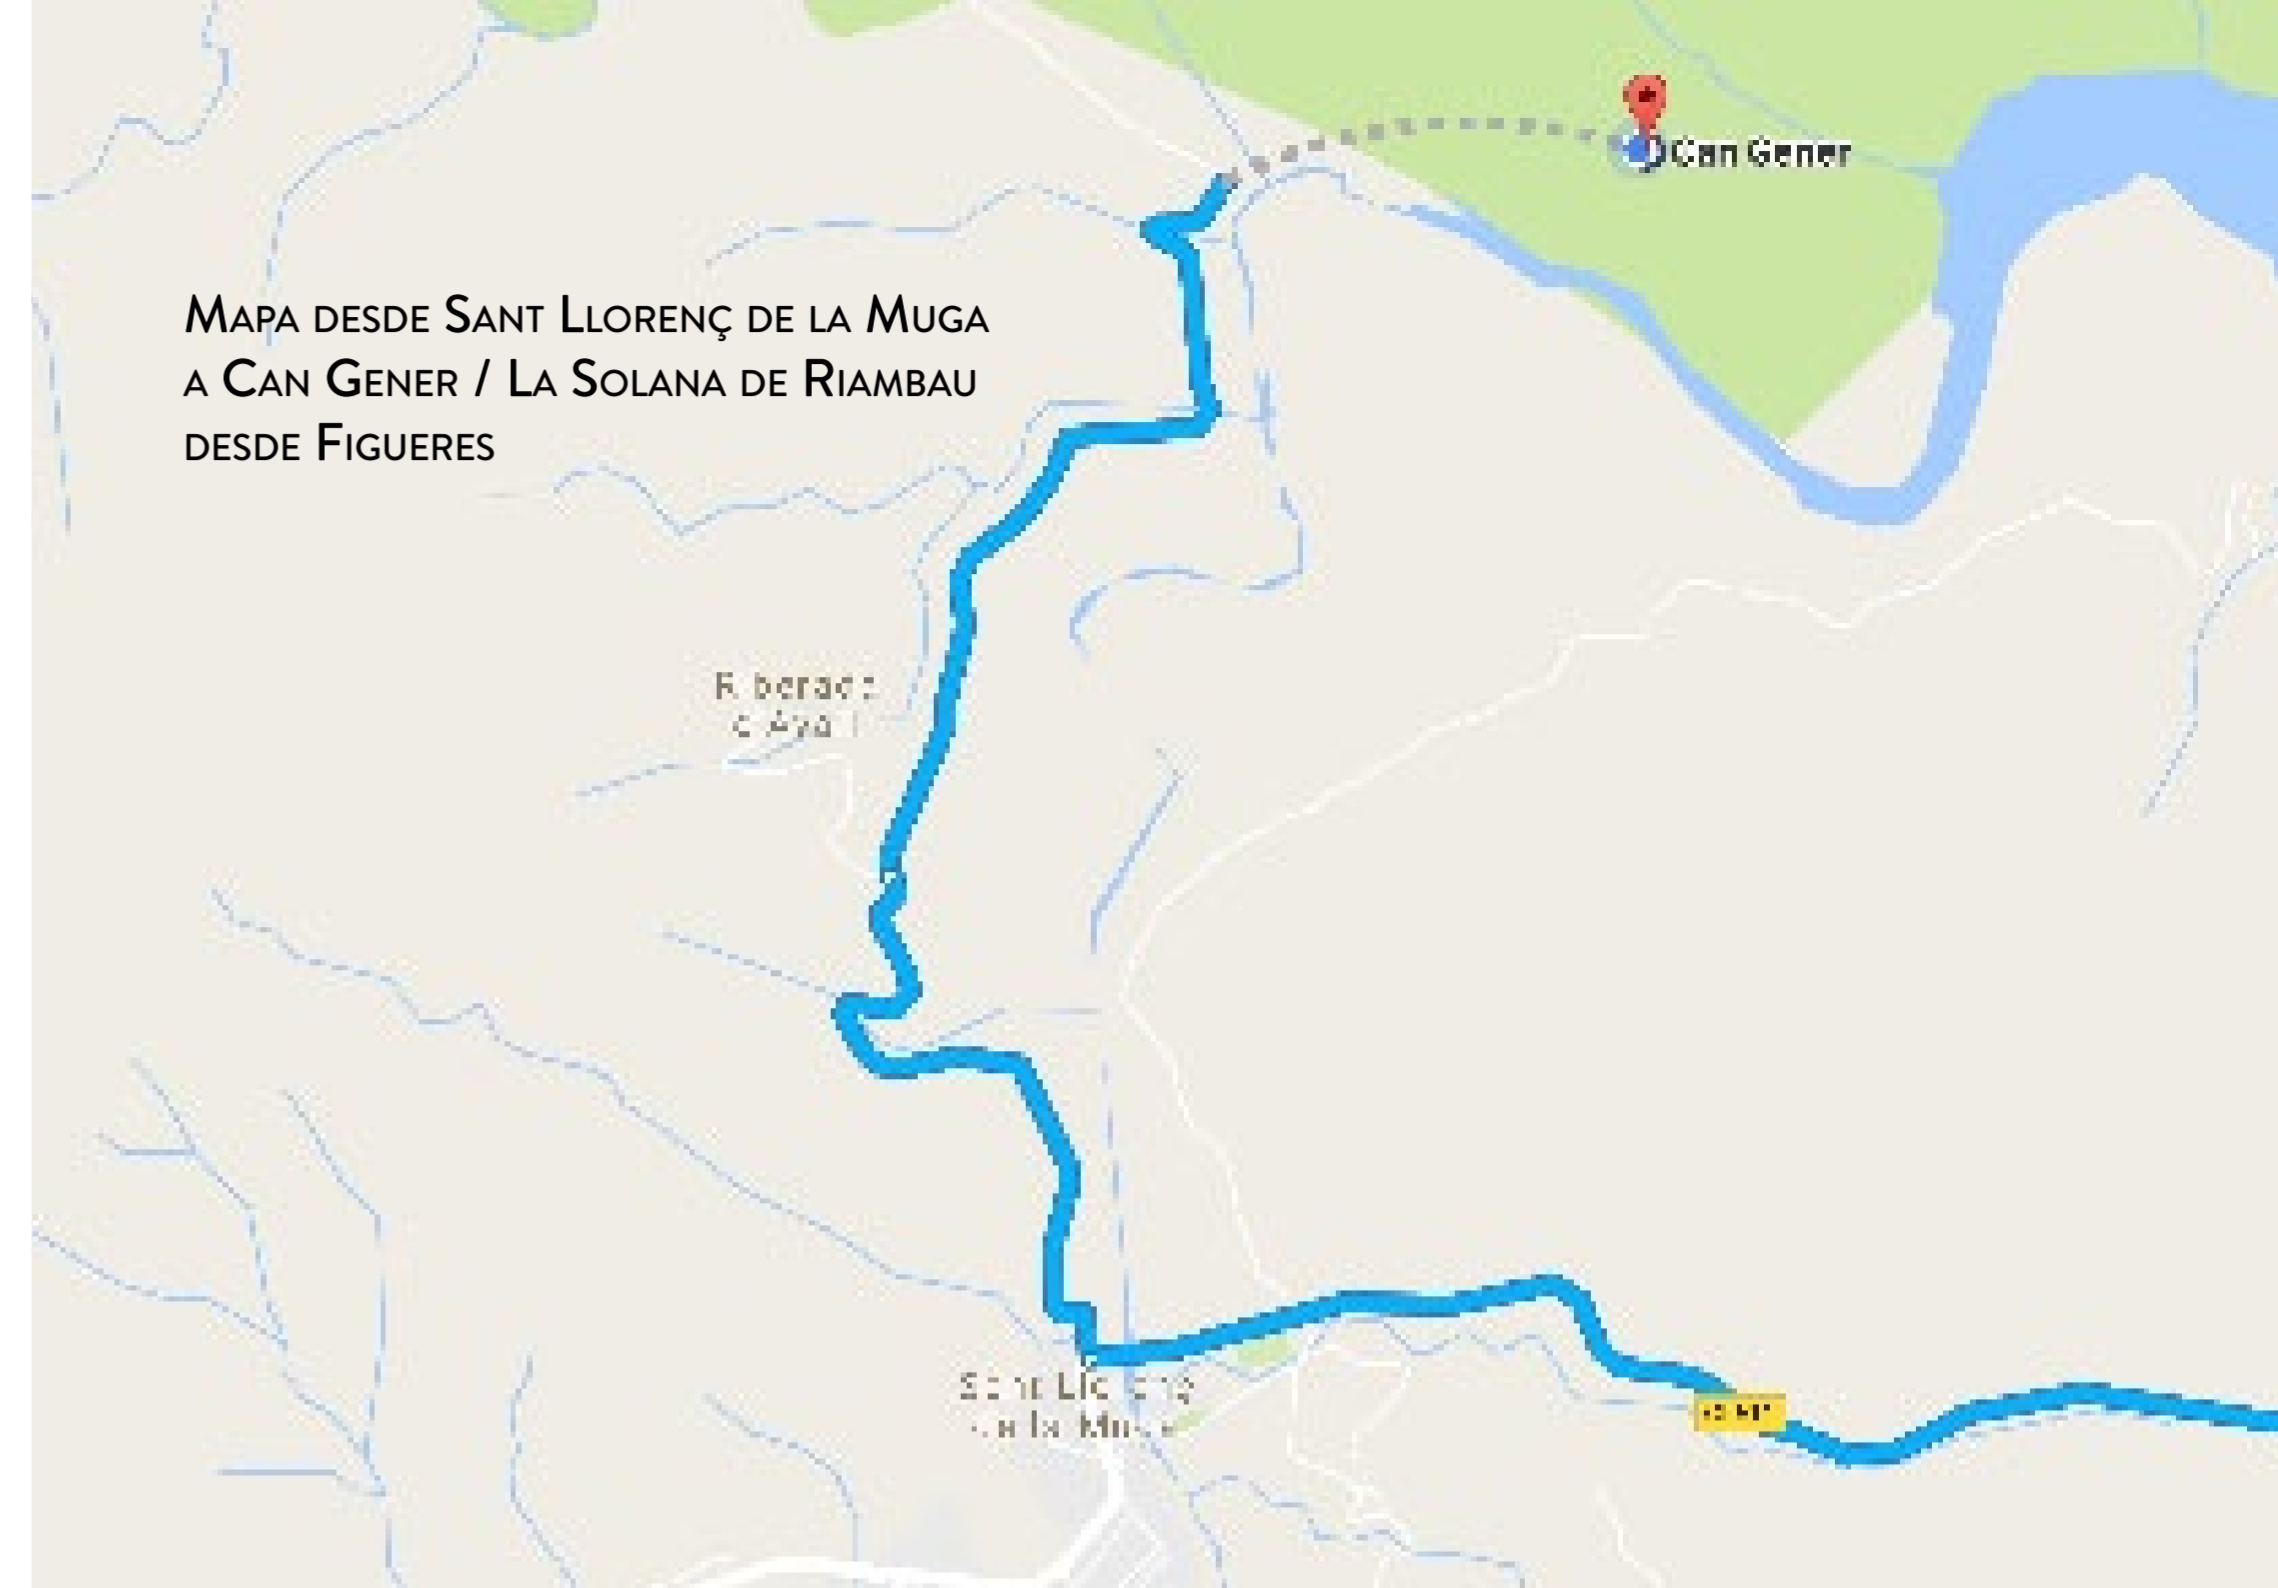 Mapa desde Sant Llorenç de la Muga
a Can Gener / La Solana de Riambau
desde Figueres
Can Gener